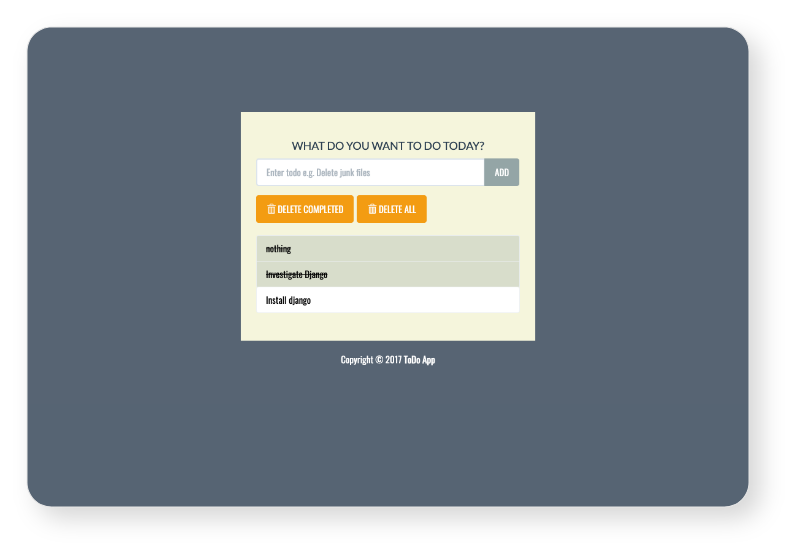 WHAT DO YOU WANT TO DO TODAY?
Enter todo e.g. Delete junk files ADD
DELETE COMPLETED DELETE ALL
nothing
Investigate Django
Install django
Copyright © 2017 ToDo App